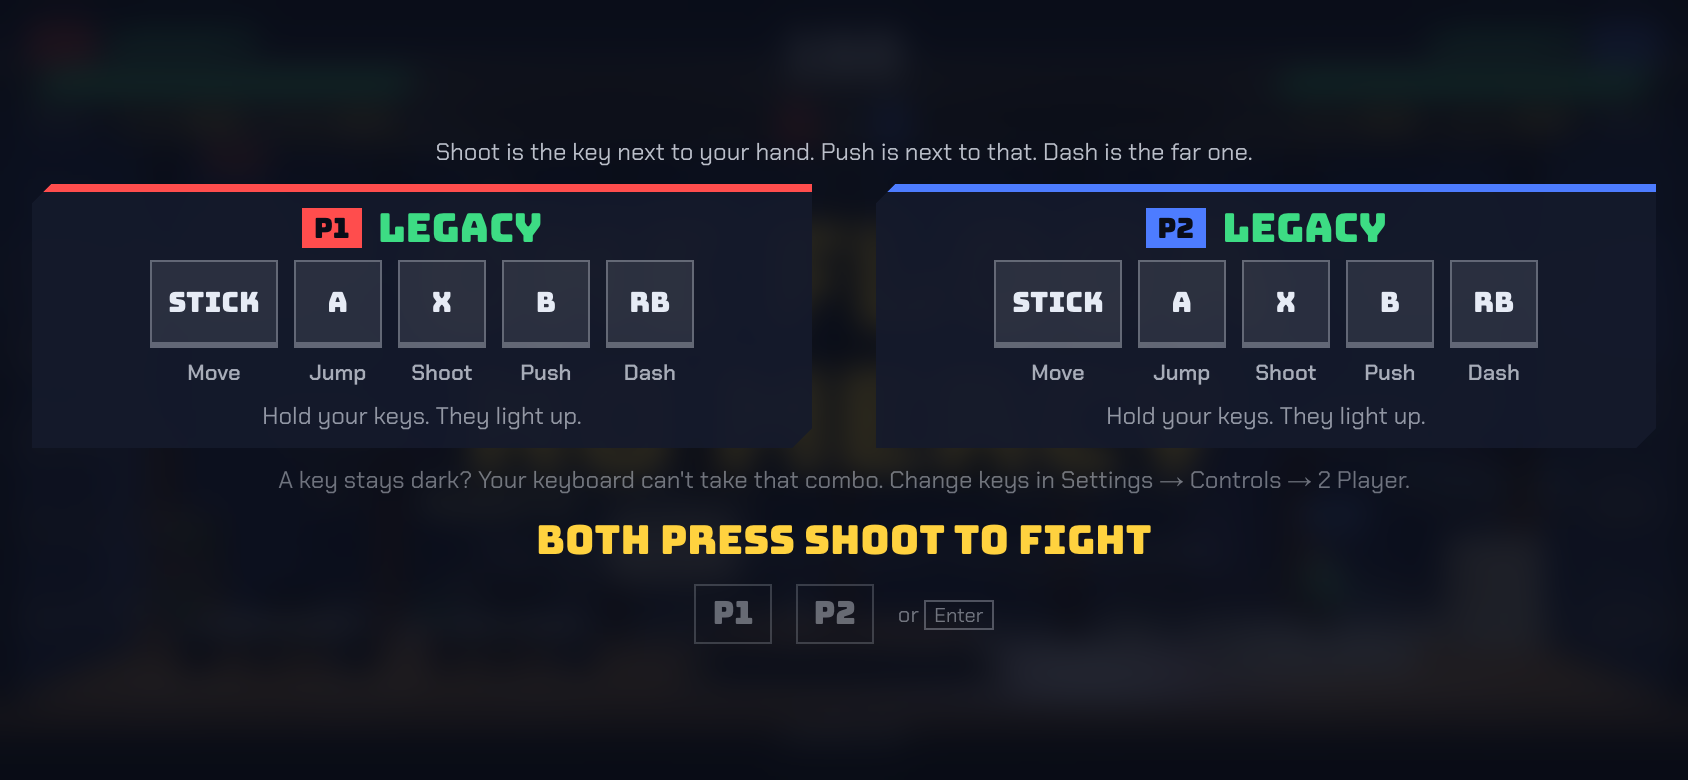 Shoot is the key next to your hand. Push is next to that. Dash is the far one.
P1 LEGACY
STICK A X B RB
Move Jump Shoot Push Dash
Hold your keys. They light up.
P2 LEGACY
STICK A X B RB
Move Jump Shoot Push Dash
Hold your keys. They light up.
A key stays dark? Your keyboard can't take that combo. Change keys in Settings → Controls → 2 Player.
BOTH PRESS SHOOT TO FIGHT
P1 P2 or Enter